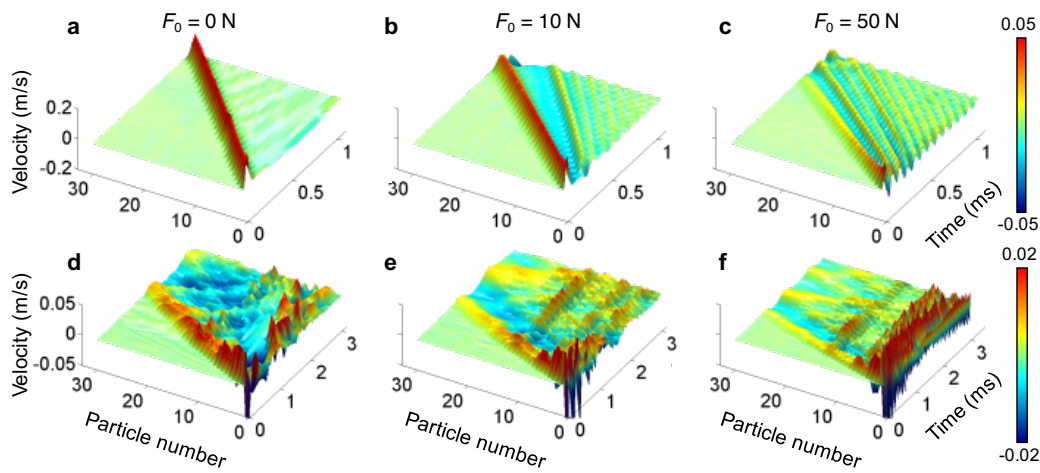 a F₀ = 0 N b F₀ = 10 N c F₀ = 50 N 0.05
Velocity (m/s)
0.2
0
-0.2
30 20 10 0 0 0.5 1
30 20 10 0 0 0.5 1
30 20 10 0 0 0.5 1
Time (ms)
-0.05
d e f 0.02
Velocity (m/s)
0.05
0
-0.05
30 20 10 0 0 1 2 3
30 20 10 0 0 1 2 3
30 20 10 0 0 1 2 3
Particle number
Particle number
Time (ms)
-0.02